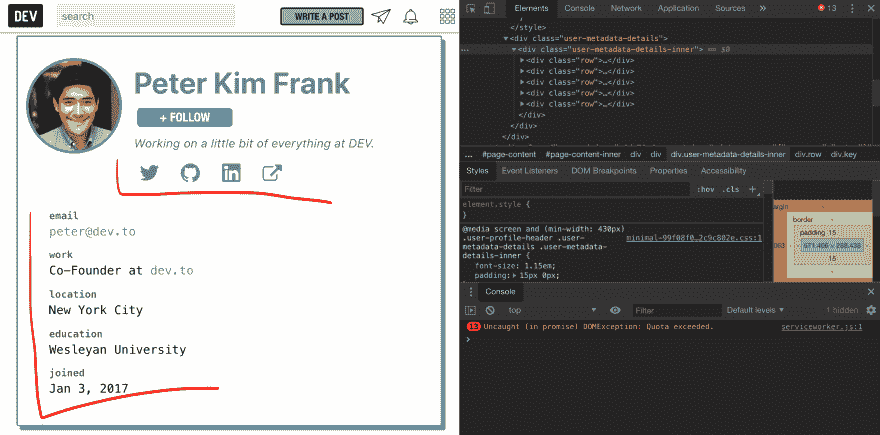 DEV
search
WRITE A POST
Peter Kim Frank
+ FOLLOW
Working on a little bit of everything at DEV.
email
peter@dev.to
work
Co-Founder at dev.to
location
New York City
education
Wesleyan University
joined
Jan 3, 2017
Elements Console Network Application Sources » 13
</style>
<div class="user-metadata-details">
<div class="user-metadata-details-inner"> == $0
<div class="row">…</div>
<div class="row">…</div>
<div class="row">…</div>
<div class="row">…</div>
<div class="row">…</div>
</div>
</div>
… #page-content #page-content-inner div div div.user-metadata-details-inner div.row div.key
Styles Event Listeners DOM Breakpoints Properties Accessibility
Filter :hov .cls +
element.style {
}
@media screen and (min-width: 430px)
.user-profile-header .user-metadata-details .user-metadata-details-inner {
minimal-99f08f0…2c9c802e.css:1
font-size: 1.15em;
padding: 15px 0px;
border -
padding 15
15
Console
top Filter Default levels 1 hidden
13 Uncaught (in promise) DOMException: Quota exceeded. serviceworker.js:1